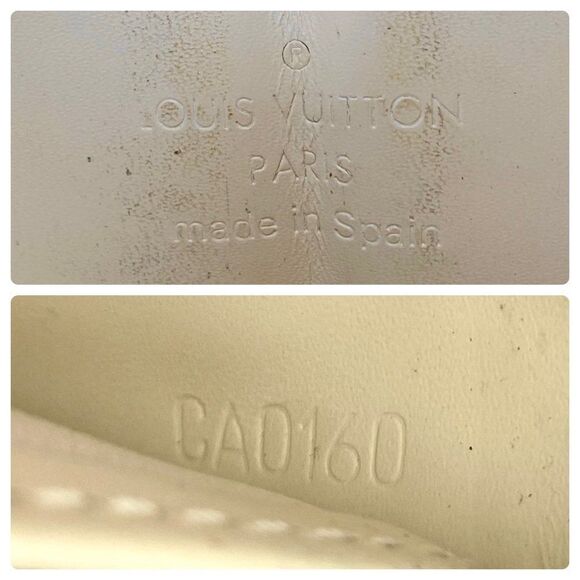 ®
LOUIS VUITTON
PARIS
made in Spain
CA0160